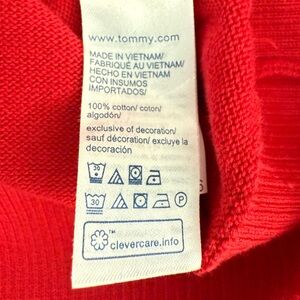 www.tommy.com
MADE IN VIETNAM/
FABRIQUÉ AU VIETNAM/
HECHO EN VIETNAM
CON INSUMOS
IMPORTADOS/
100% cotton/ coton/
algodón/
exclusive of decoration/
sauf décoration/ excluye la
decoración
30
P
clevercare.info
TM